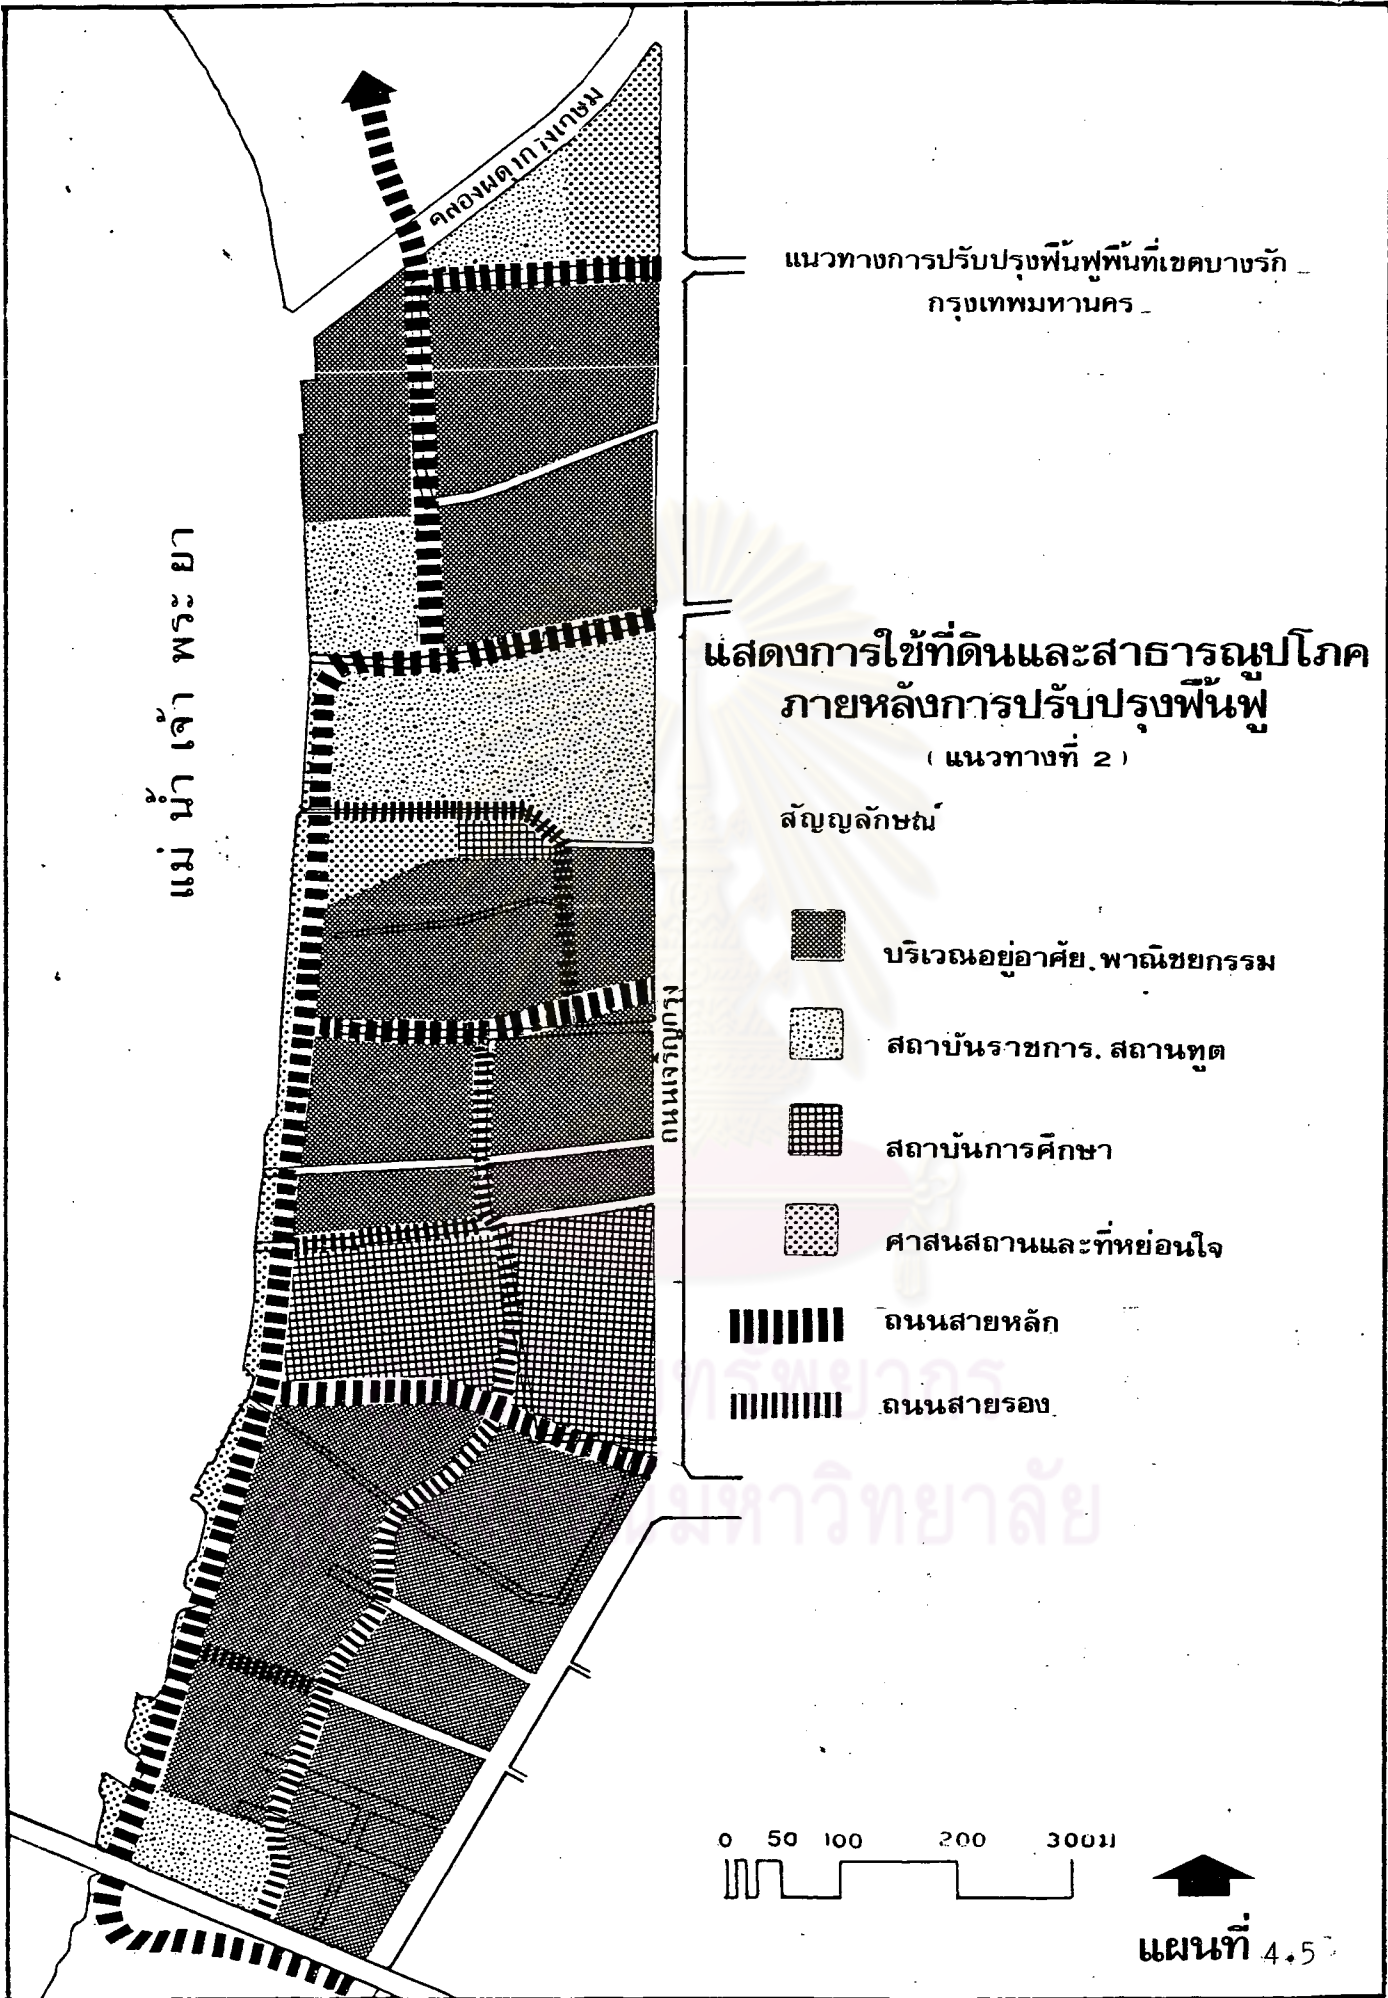 คลองผดุงกรุงเกษม
แนวทางการปรับปรุงฟื้นฟูพื้นที่เขตบางรัก
กรุงเทพมหานคร
แม่น้ำเจ้าพระยา
แสดงการใช้ที่ดินและสาธารณูปโภค
ภายหลังการปรับปรุงฟื้นฟู
(แนวทางที่ 2)
สัญญลักษณ์
บริเวณอยู่อาศัย.พาณิชยกรรม
สถาบันราชการ.สถานทูต
ถนนเจริญกรุง
สถาบันการศึกษา
ศาสนสถานและที่หย่อนใจ
ถนนสายหลัก
ถนนสายรอง
0 50 100 200 300ม
แผนที่ 4.5